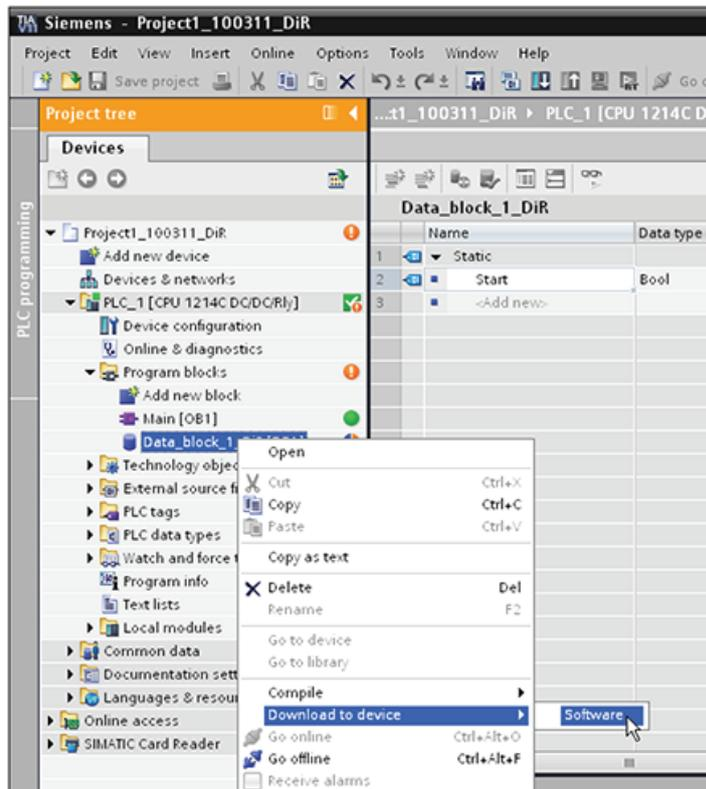 Siemens - Project1_100311_DiR
Project Edit View Insert Online Options Tools Window Help
Save project Go
Project tree
...t1_100311_DiR PLC_1 [CPU 1214C D
Devices
PLC programming
Data_block_1_DiR
Name Data type
1 Static
2 Start Bool
3 <Add new>
Project1_100311_DiR
Add new device
Devices & networks
PLC_1 [CPU 1214C DC/DC/Rly]
Device configuration
Online & diagnostics
Program blocks
Add new block
Main [OB1]
Data_block_1
Technology objec
External source fi
PLC tags
PLC data types
Watch and force t
Program info
Text lists
Local modules
Common data
Documentation sett
Languages & resour
Online access
SIMATIC Card Reader
Open
Cut Ctrl+X
Copy Ctrl+C
Paste Ctrl+V
Copy as text
Delete Del
Rename F2
Go to device
Go to library
Compile
Download to device
Software
Go online Ctrl+Alt+O
Go offline Ctrl+Alt+F
Receive alarms